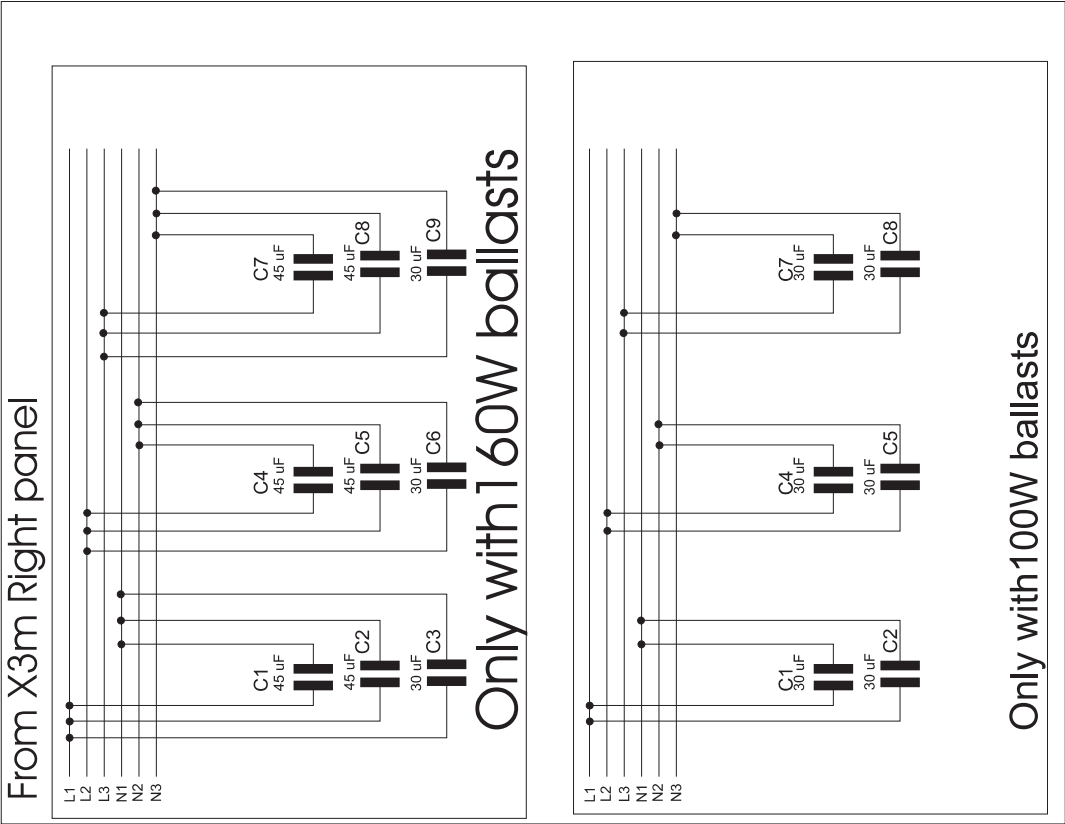 From X3m Right panel
L1
L2
L3
N1
N2
N3
C1
45 uF
45 uF
C2
30 uF
C3
C4
45 uF
45 uF
C5
30 uF
C6
C7
45 uF
45 uF
C8
30 uF
C9
Only with160W ballasts
L1
L2
L3
N1
N2
N3
C1
30 uF
30 uF
C2
C4
30 uF
30 uF
C5
C7
30 uF
30 uF
C8
Only with100W ballasts